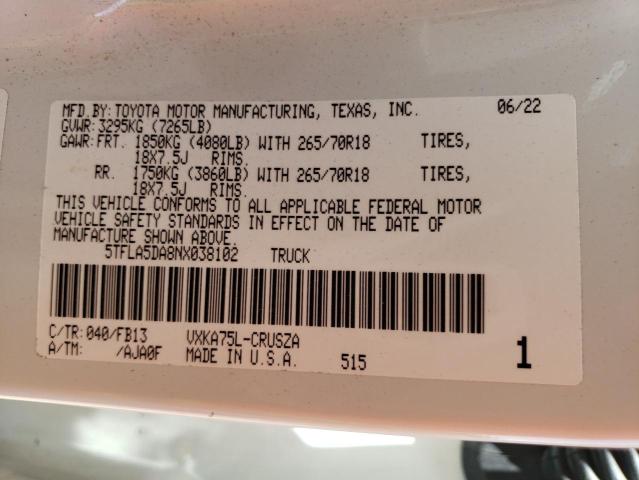 MFD.BY: TOYOTA MOTOR MANUFACTURING, TEXAS, INC. 06/22
GVWR: 3295KG (7265LB)
GAWR: FRT. 1850KG (4080LB) WITH 265/70R18 TIRES,
18X7.5J RIMS.
RR. 1750KG (3860LB) WITH 265/70R18 TIRES,
18X7.5J RIMS.
THIS VEHICLE CONFORMS TO ALL APPLICABLE FEDERAL MOTOR
VEHICLE SAFETY STANDARDS IN EFFECT ON THE DATE OF
MANUFACTURE SHOWN ABOVE.
5TFLA5DA8NX038102 TRUCK
C/TR: 040/FB13 VXKA75L-CRUSZA
A/TM: /AJA0F MADE IN U.S.A. 515 1